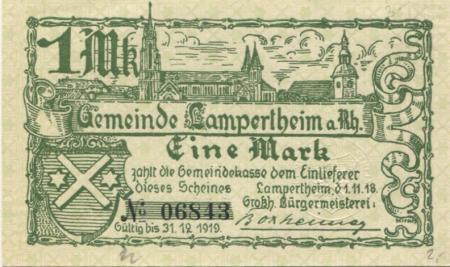 1 Mk
Gemeinde Lampertheim a.Rh.
Eine Mark
zahlt die Gemeindekasse dem Einlieferer
dieses Scheines
Lampertheim, d. 1.11.18.
№ 06843
Großh. Bürgermeisterei:
Gültig bis 31.12.1919.